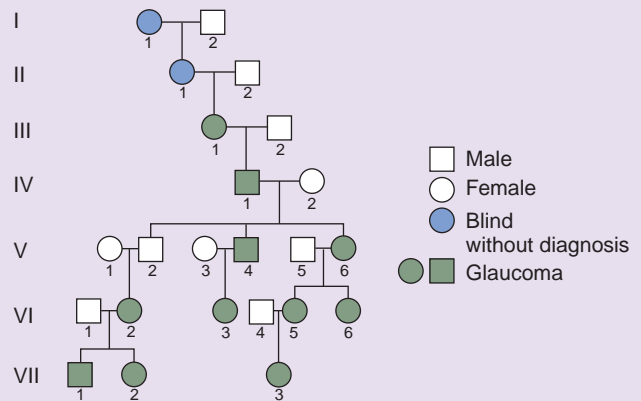 I
1 2
II
1 2
III
1 2
IV
1 2
V
1 2 3 4 5 6
VI
1 2 3 4 5 6
VII
1 2 3
Male
Female
Blind
without diagnosis
Glaucoma